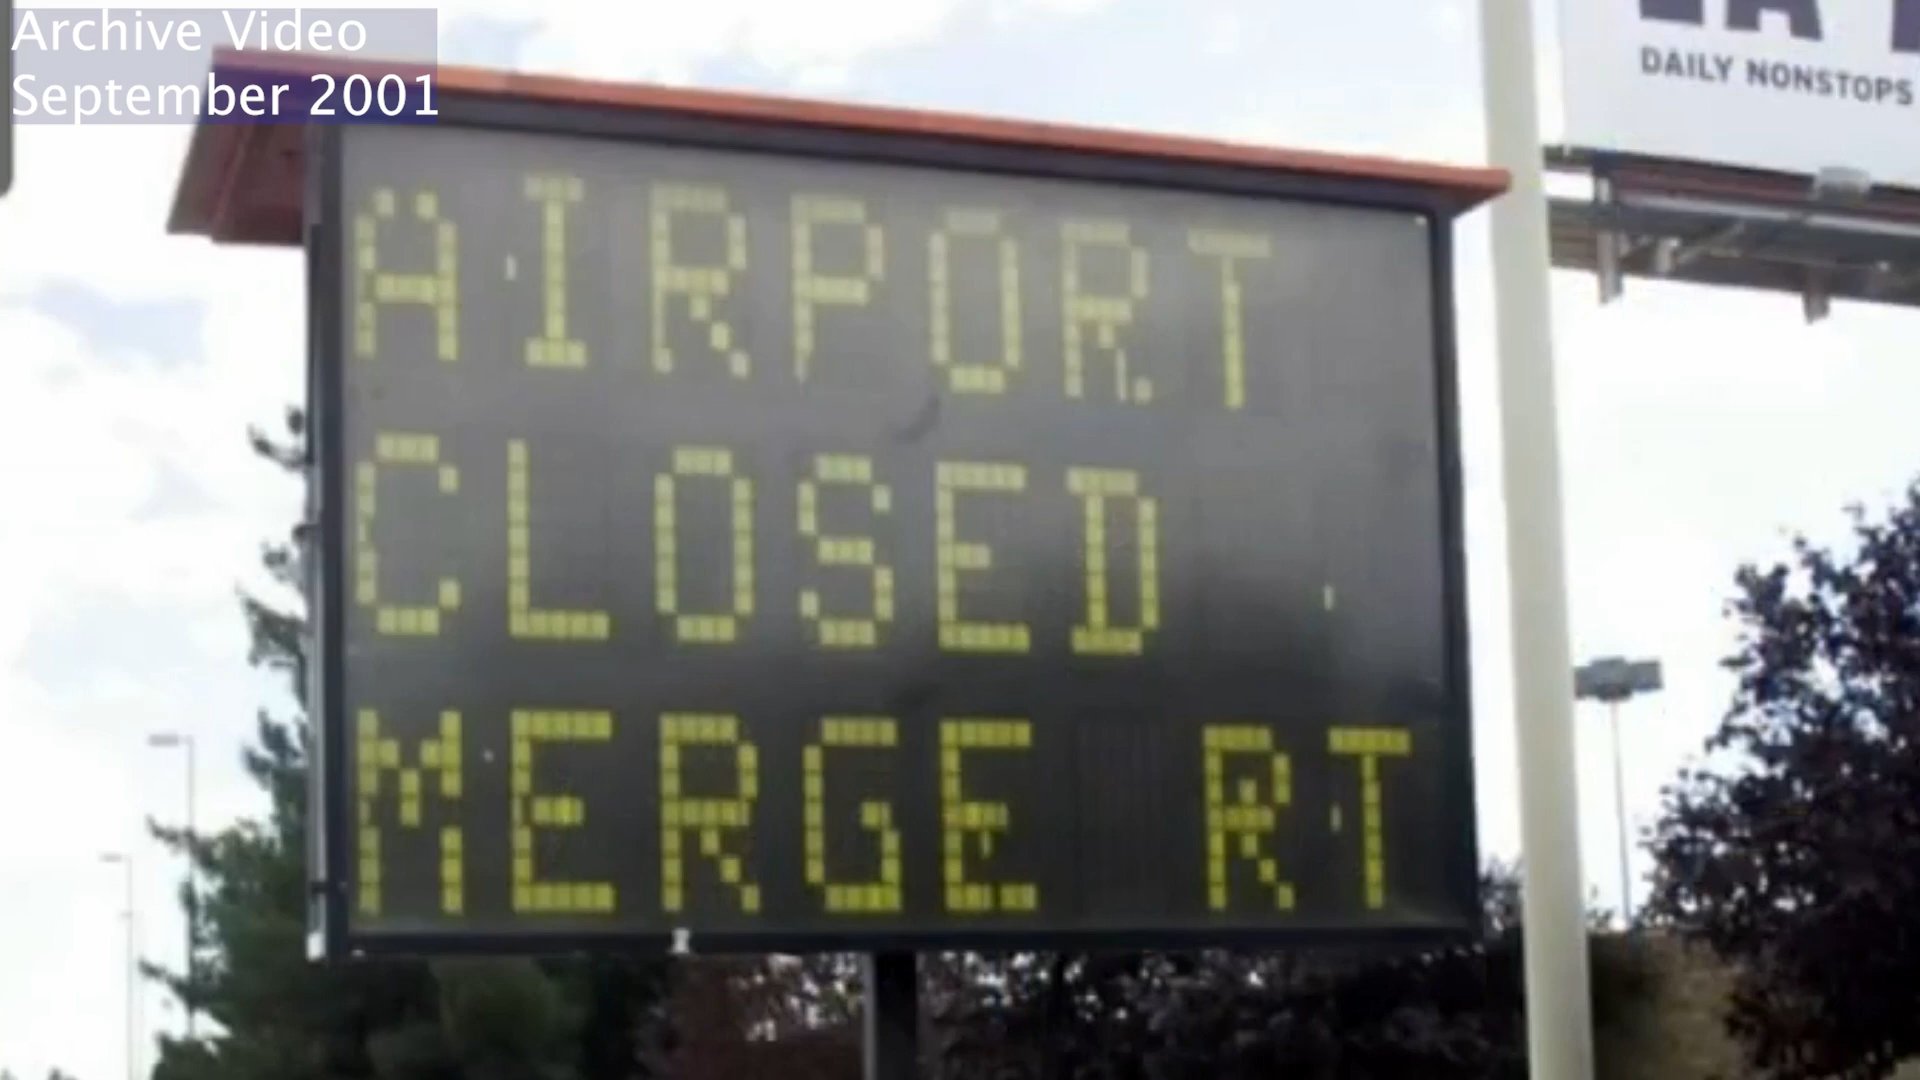 Archive Video
September 2001
DAILY NONSTOPS
AIRPORT
CLOSED
MERGE RT